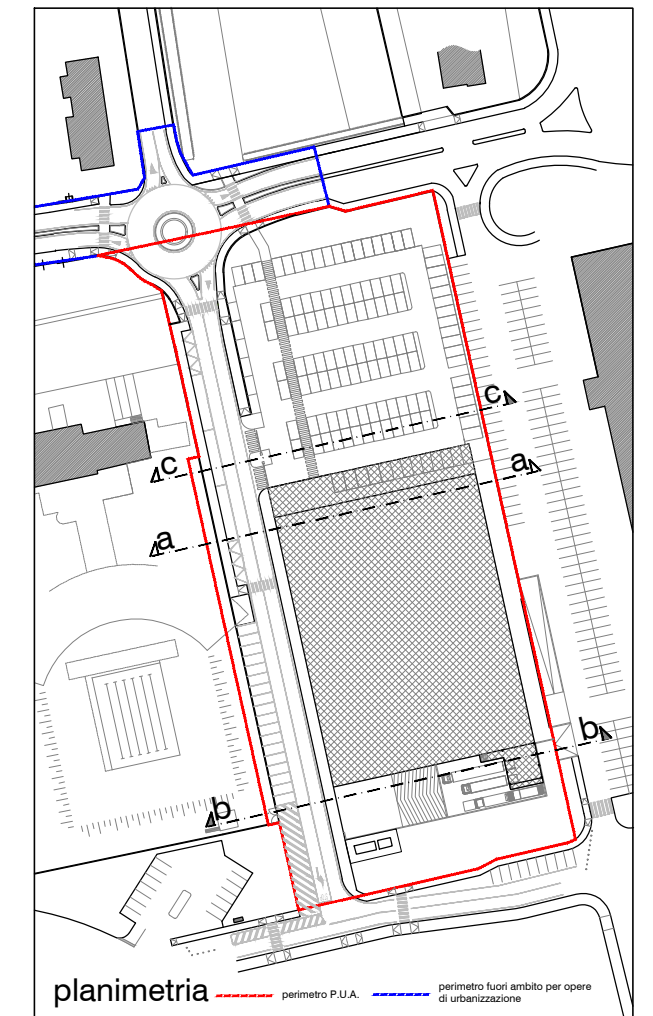 c
c
a
a
b
b
planimetria
perimetro P.U.A.
perimetro fuori ambito per opere
di urbanizzazione